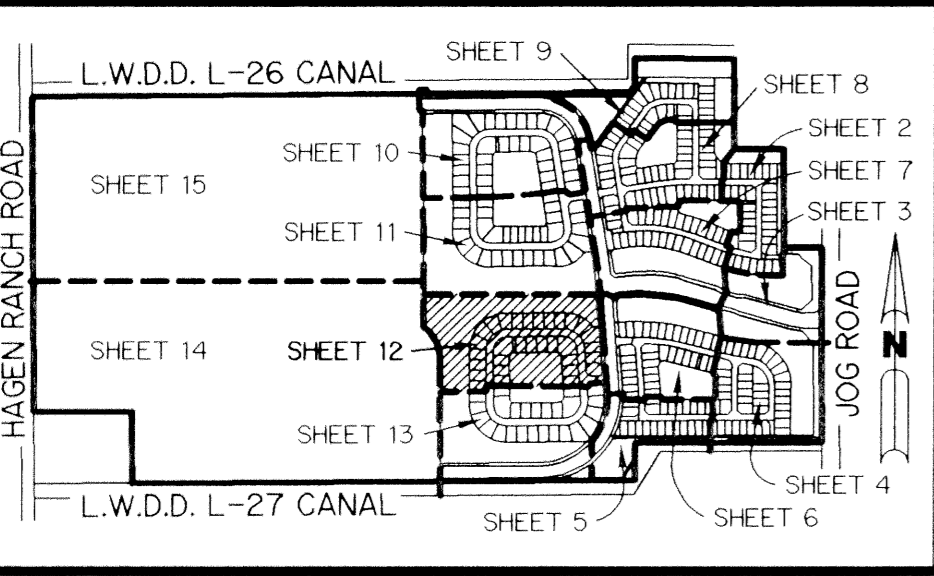 SHEET 9
L.W.D.D. L-26 CANAL
SHEET 8
SHEET 2
SHEET 10
SHEET 7
SHEET 15
SHEET 3
SHEET 11
HAGEN RANCH ROAD
JOG ROAD
N
SHEET 14
SHEET 12
SHEET 13
SHEET 4
L.W.D.D. L-27 CANAL
SHEET 5
SHEET 6